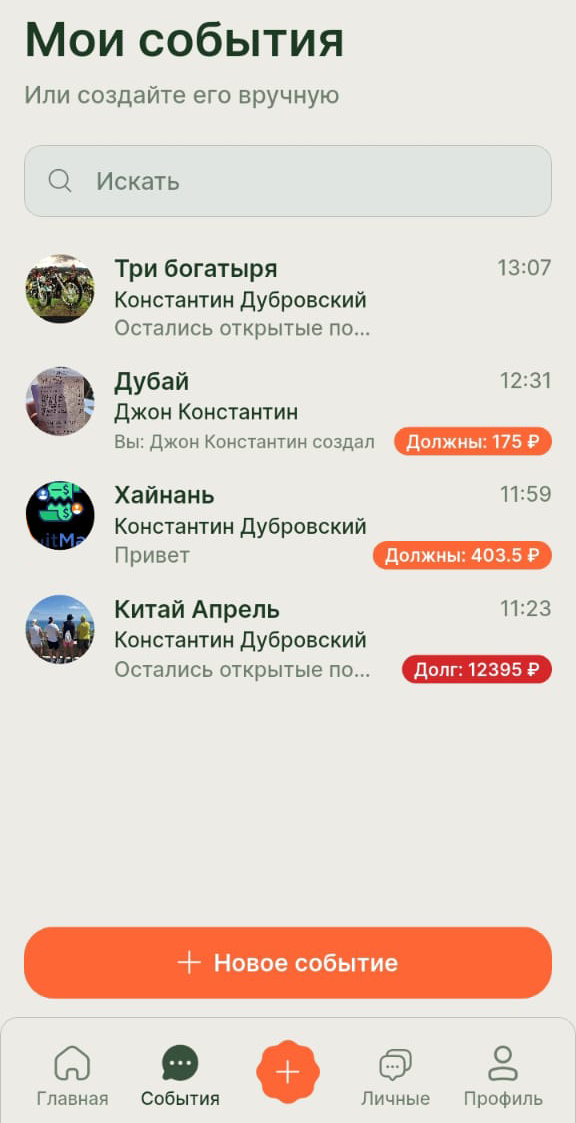 Мои события
Или создайте его вручную
Искать
Три богатыря 13:07
Константин Дубровский
Остались открытые по...
Дубай 12:31
Джон Константин
Вы: Джон Константин создал Должны: 175 ₽
Хайнань 11:59
Константин Дубровский
Привет Должны: 403.5 ₽
Китай Апрель 11:23
Константин Дубровский
Остались открытые по... Долг: 12395 ₽
+ Новое событие
Главная События Личные Профиль